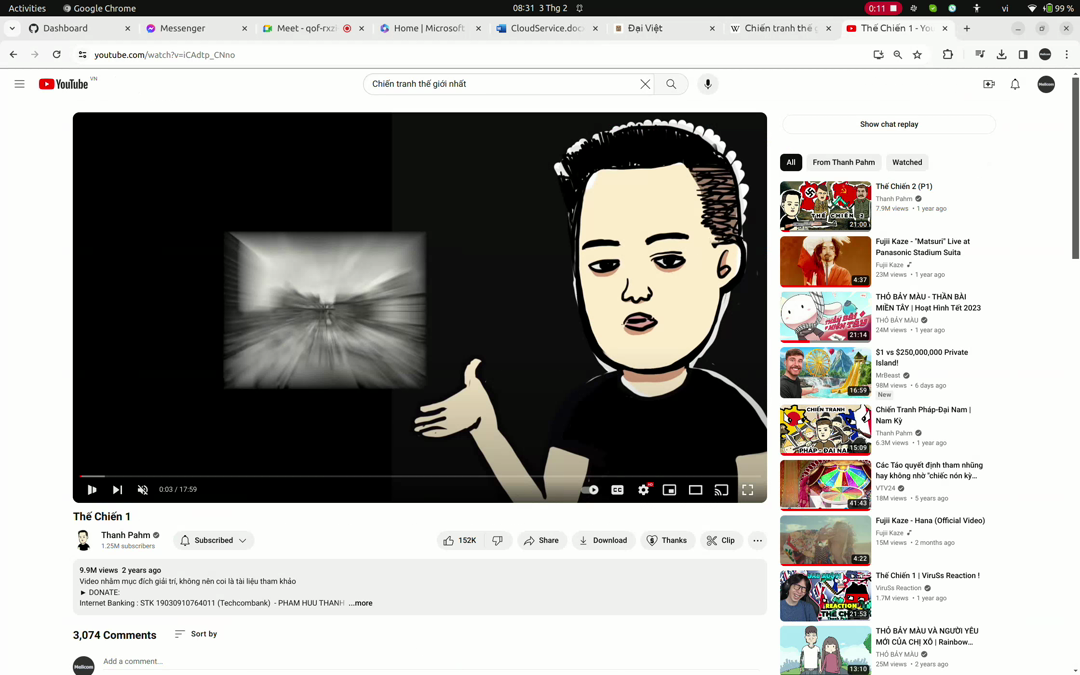 Activities
Google Chrome
08:31 3 Thg 2
0:11
vi
99 %
Dashboard
Messenger
Meet - qof-rxz
Home | Microsoft
CloudService.doc
Đại Việt
Chiến tranh thế g
Thế Chiến 1 - You
youtube.com/watch?v=iCAdtp_CNno
YouTube
VN
Chiến tranh thế giới nhất
Show chat replay
All
From Thanh Pahm
Watched
Thế Chiến 2 (P1)
Thanh Pahm
7.9M views • 1 year ago
THẾ CHIẾN 2
21:00
Fujii Kaze - "Matsuri" Live at
Panasonic Stadium Suita
Fujii Kaze
23M views • 1 year ago
4:37
THỎ BẢY MÀU - THẦN BÀI
MIỀN TÂY | Hoạt Hình Tết 2023
THỎ BẢY MÀU
24M views • 1 year ago
21:14
$1 vs $250,000,000 Private
Island!
MrBeast
98M views • 6 days ago
New
16:59
Chiến Tranh Pháp-Đại Nam |
Nam Kỳ
Thanh Pahm
6.3M views • 1 year ago
CHIẾN TRANH
PHÁP-ĐẠI NAM
15:09
Các Táo quyết định tham nhũng
hay không nhờ "chiếc nón kỳ...
VTV24
18M views • 5 years ago
41:43
Fujii Kaze - Hana (Official Video)
Fujii Kaze
15M views • 2 months ago
4:22
Thế Chiến 1 | ViruSs Reaction !
ViruSs Reaction
1.7M views • 1 year ago
REACTION
21:53
THỎ BẢY MÀU VÀ NGƯỜI YÊU
MỚI CỦA CHỊ XÔ | Rainbow...
THỎ BẢY MÀU
25M views • 2 years ago
13:10
0:03 / 17:59
Thế Chiến 1
Thanh Pahm
1.25M subscribers
Subscribed
152K
Share
Download
Thanks
Clip
9.9M views 2 years ago
Video nhằm mục đích giải trí, không nên coi là tài liệu tham khảo
► DONATE:
Internet Banking : STK 19030910764011 (Techcombank) - PHAM HUU THANH ...more
3,074 Comments
Sort by
Mellcom
Add a comment...